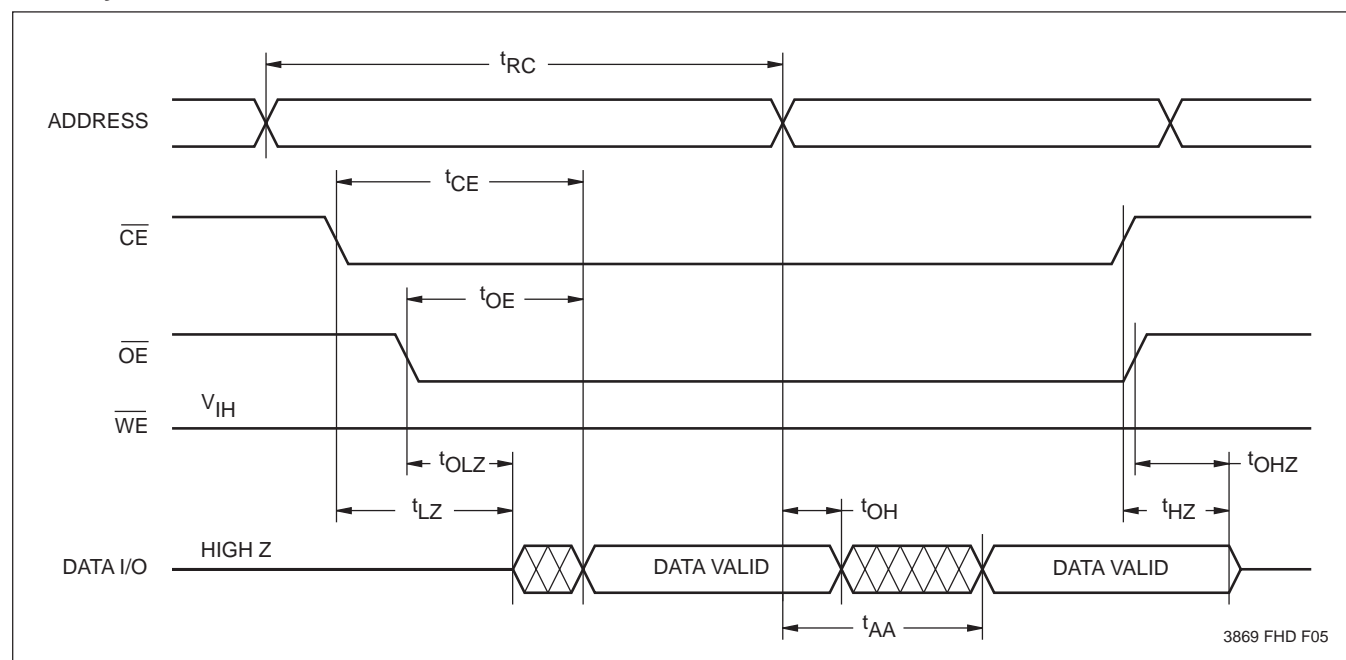 tRC
ADDRESS
tCE
CE
tOE
OE
VIH
WE
tOLZ
tOHZ
tLZ
tOH
tHZ
HIGH Z
DATA I/O
DATA VALID
DATA VALID
tAA
3869 FHD F05